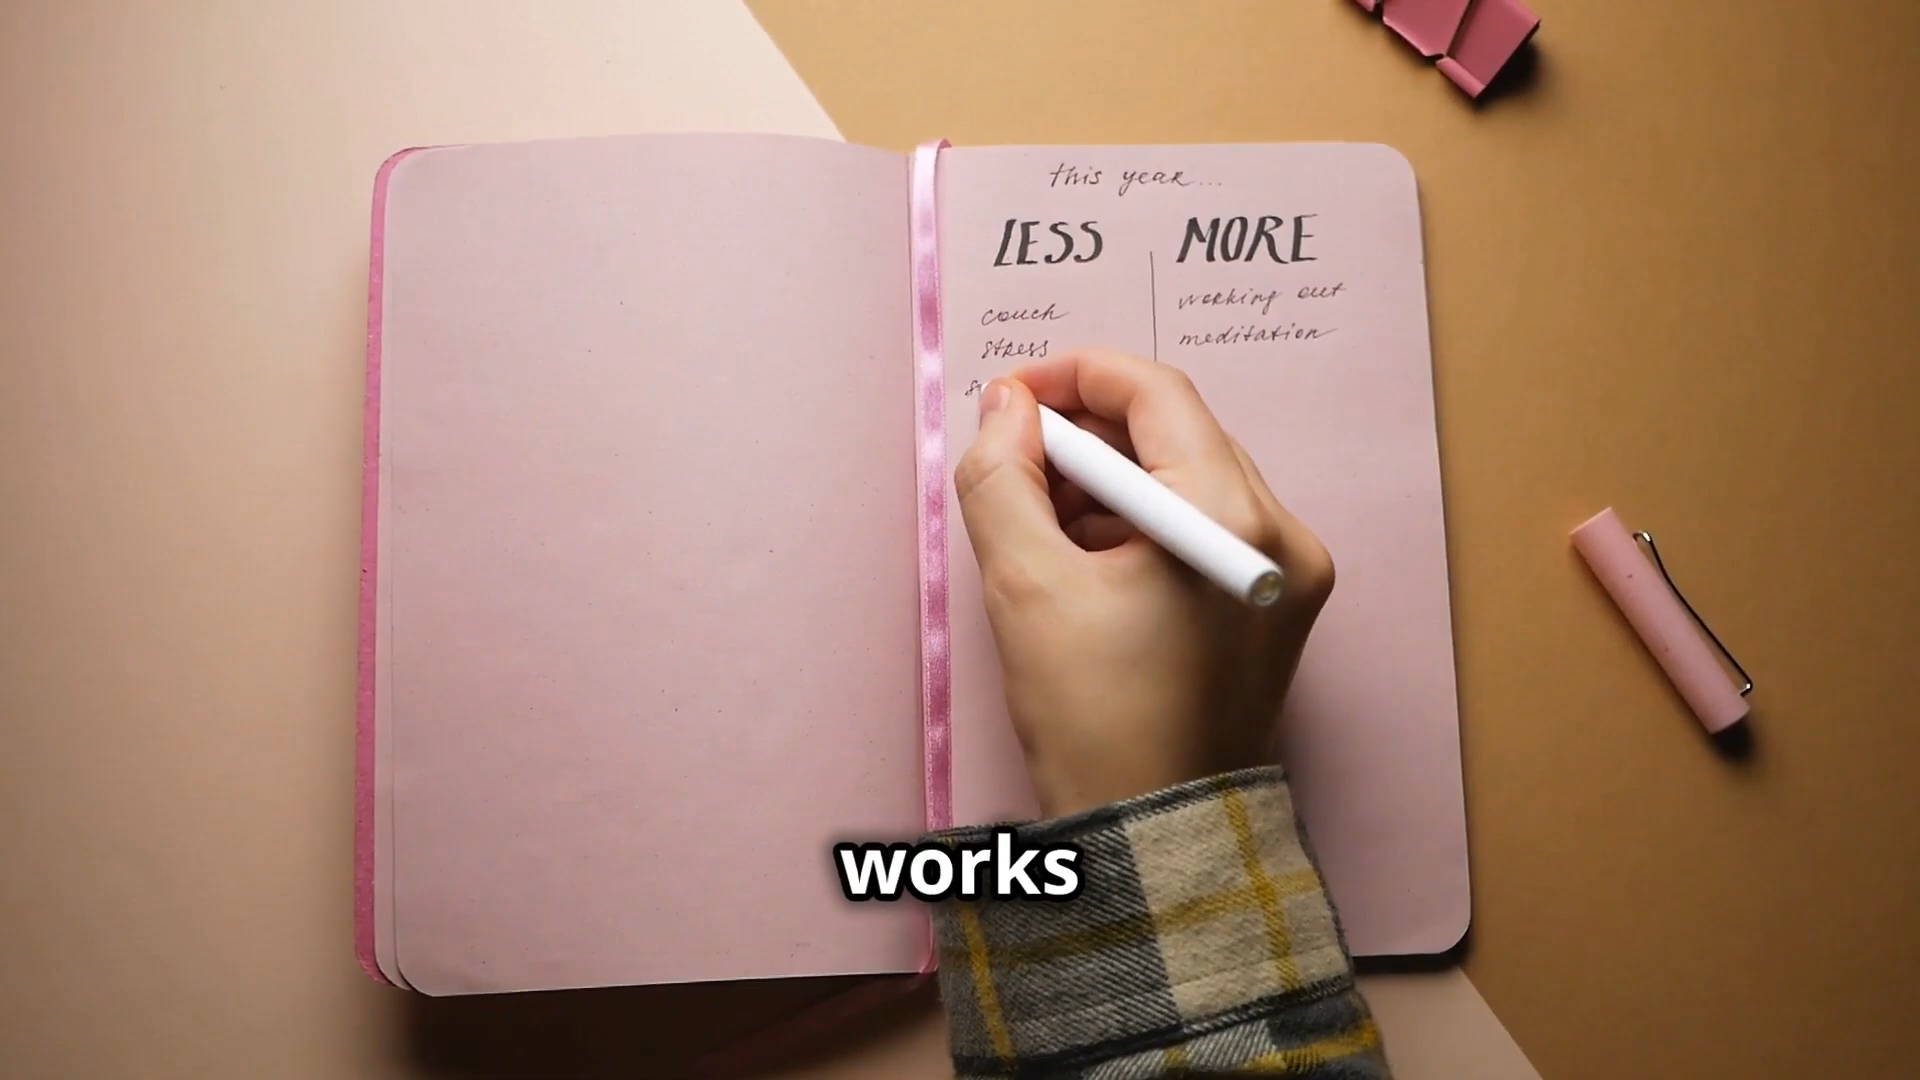 this year...
LESS MORE
couch working out
stress meditation
works